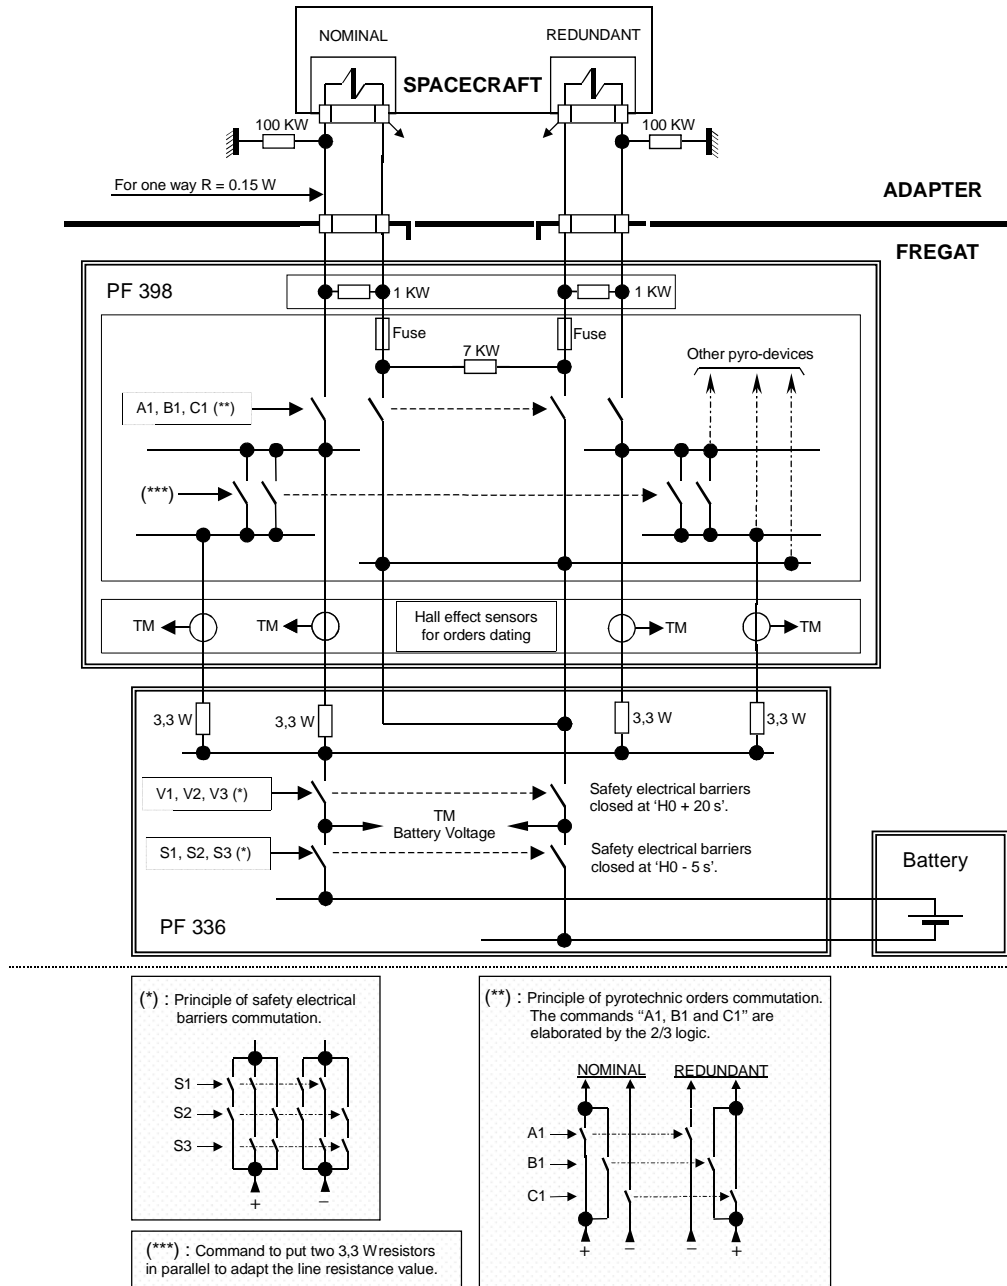 NOMINAL
REDUNDANT
SPACECRAFT
100 KW
100 KW
For one way R = 0.15 W
ADAPTER
FREGAT
PF 398
1 KW
1 KW
Fuse
Fuse
7 KW
Other pyro-devices
A1, B1, C1 (**)
(***)
TM
TM
Hall effect sensors
for orders dating
TM
TM
3,3 W
3,3 W
3,3 W
3,3 W
V1, V2, V3 (*)
Safety electrical barriers
closed at 'H0 + 20 s'.
TM
Battery Voltage
S1, S2, S3 (*)
Safety electrical barriers
closed at 'H0 - 5 s'.
Battery
PF 336
(*) : Principle of safety electrical
barriers commutation.
S1
S2
S3
+
–
(**) : Principle of pyrotechnic orders commutation.
The commands “A1, B1 and C1” are
elaborated by the 2/3 logic.
NOMINAL
REDUNDANT
A1
B1
C1
+
–
–
+
(***) : Command to put two 3,3 W resistors
in parallel to adapt the line resistance value.